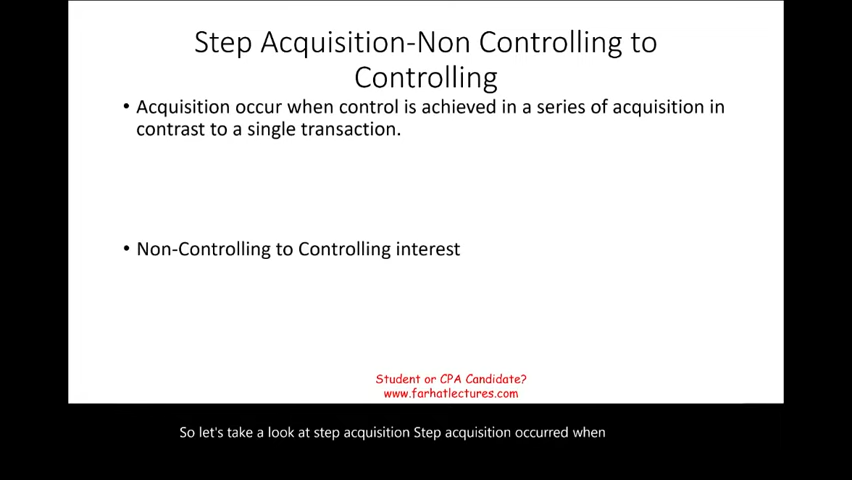 Step Acquisition-Non Controlling to
Controlling
• Acquisition occur when control is achieved in a series of acquisition in
contrast to a single transaction.
• Non-Controlling to Controlling interest
Student or CPA Candidate?
www.farhatlectures.com
So let's take a look at step acquisition Step acquisition occurred when